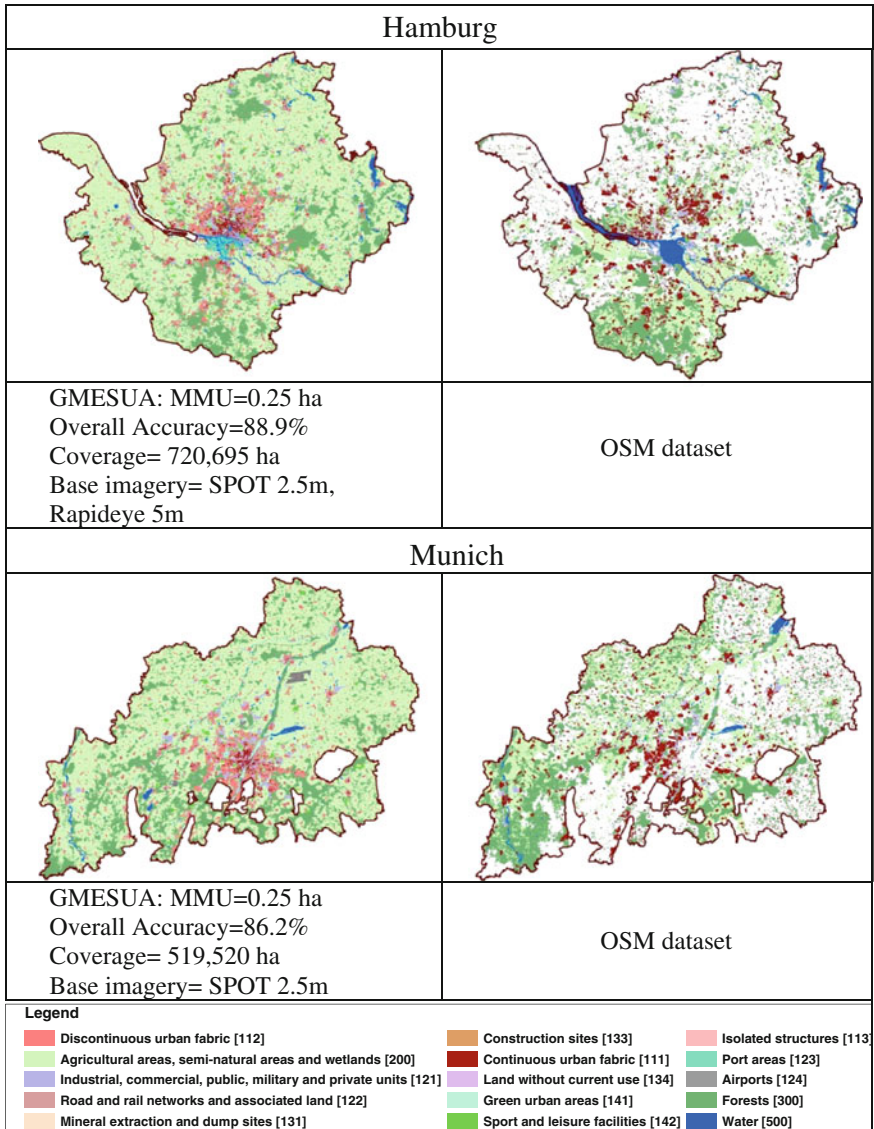 Hamburg
GMESUA: MMU=0.25 ha
Overall Accuracy=88.9%
Coverage= 720,695 ha
Base imagery= SPOT 2.5m,
Rapideye 5m
OSM dataset
Munich
GMESUA: MMU=0.25 ha
Overall Accuracy=86.2%
Coverage= 519,520 ha
Base imagery= SPOT 2.5m
OSM dataset
Legend
Discontinuous urban fabric [112]
Agricultural areas, semi-natural areas and wetlands [200]
Industrial, commercial, public, military and private units [121]
Road and rail networks and associated land [122]
Mineral extraction and dump sites [131]
Construction sites [133]
Continuous urban fabric [111]
Land without current use [134]
Green urban areas [141]
Sport and leisure facilities [142]
Isolated structures [113]
Port areas [123]
Airports [124]
Forests [300]
Water [500]